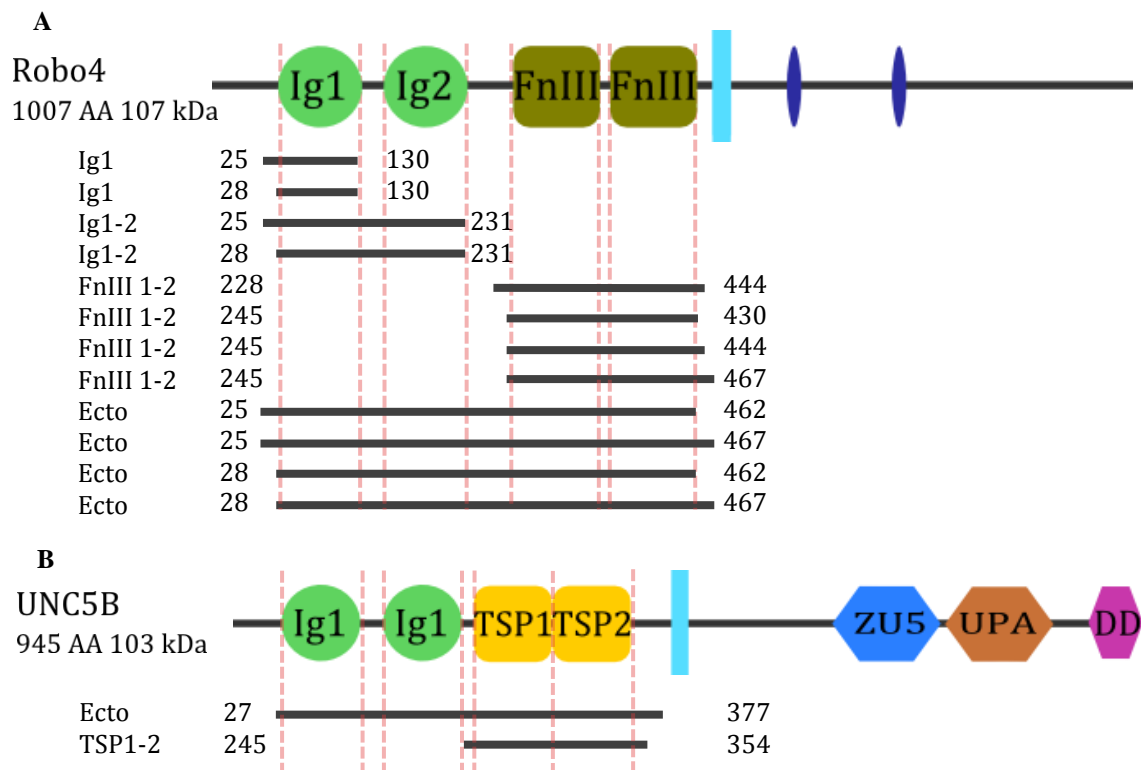 A
Robo4
1007 AA 107 kDa
Ig1 Ig2 FnIII FnIII
Ig1 25 130
Ig1 28 130
Ig1-2 25 231
Ig1-2 28 231
FnIII 1-2 228 444
FnIII 1-2 245 430
FnIII 1-2 245 444
FnIII 1-2 245 467
Ecto 25 462
Ecto 25 467
Ecto 28 462
Ecto 28 467
B
UNC5B
945 AA 103 kDa
Ig1 Ig1 TSP1 TSP2 ZU5 UPA DD
Ecto 27 377
TSP1-2 245 354